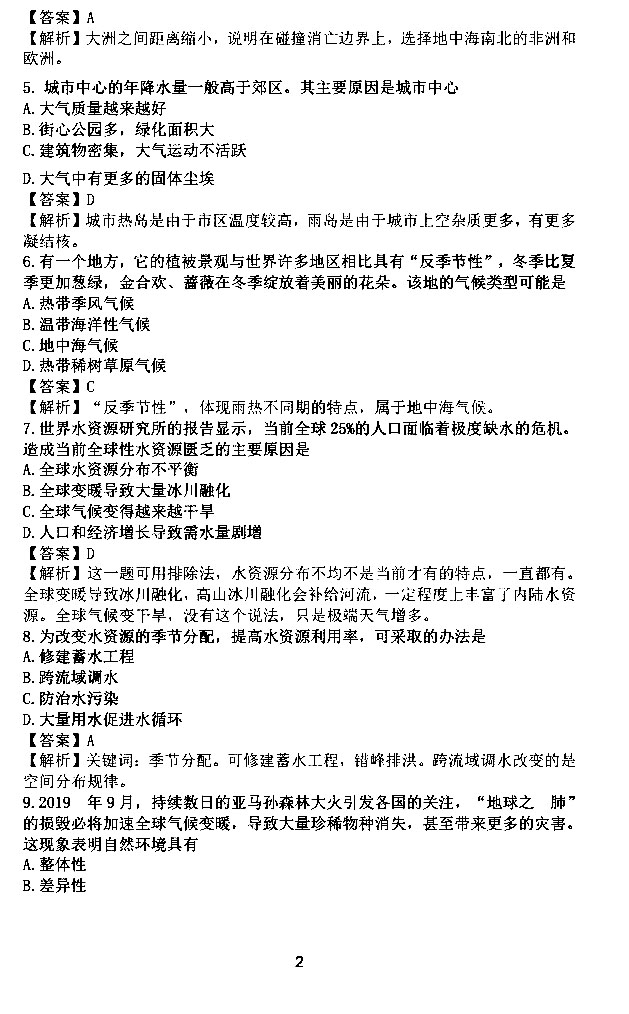 【答案】A
【解析】大洲之间距离缩小，说明在碰撞消亡边界上，选择地中海南北的非洲和
欧洲。
5. 城市中心的年降水量一般高于郊区。其主要原因是城市中心
A.大气质量越来越好
B.街心公园多，绿化面积大
C.建筑物密集，大气运动不活跃
D.大气中有更多的固体尘埃
【答案】D
【解析】城市热岛是由于市区温度较高，雨岛是由于城市上空杂质更多，有更多
凝结核。
6.有一个地方，它的植被景观与世界许多地区相比具有“反季节性”，冬季比夏
季更加葱绿，金合欢、蔷薇在冬季绽放着美丽的花朵。该地的气候类型可能是
A.热带季风气候
B.温带海洋性气候
C.地中海气候
D.热带稀树草原气候
【答案】C
【解析】“反季节性”，体现雨热不同期的特点，属于地中海气候。
7.世界水资源研究所的报告显示，当前全球25%的人口面临着极度缺水的危机。
造成当前全球性水资源匮乏的主要原因是
A.全球水资源分布不平衡
B.全球变暖导致大量冰川融化
C.全球气候变得越来越干旱
D.人口和经济增长导致需水量剧增
【答案】D
【解析】这一题可用排除法，水资源分布不均不是当前才有的特点，一直都有。
全球变暖导致冰川融化，高山冰川融化会补给河流，一定程度上丰富了内陆水资
源。全球气候变干旱，没有这个说法，只是极端天气增多。
8.为改变水资源的季节分配，提高水资源利用率，可采取的办法是
A.修建蓄水工程
B.跨流域调水
C.防治水污染
D.大量用水促进水循环
【答案】A
【解析】关键词：季节分配。可修建蓄水工程，错峰排洪。跨流域调水改变的是
空间分布规律。
9.2019 年9月，持续数日的亚马孙森林大火引发各国的关注，“地球之 肺”
的损毁必将加速全球气候变暖，导致大量珍稀物种消失，甚至带来更多的灾害。
这现象表明自然环境具有
A.整体性
B.差异性
2